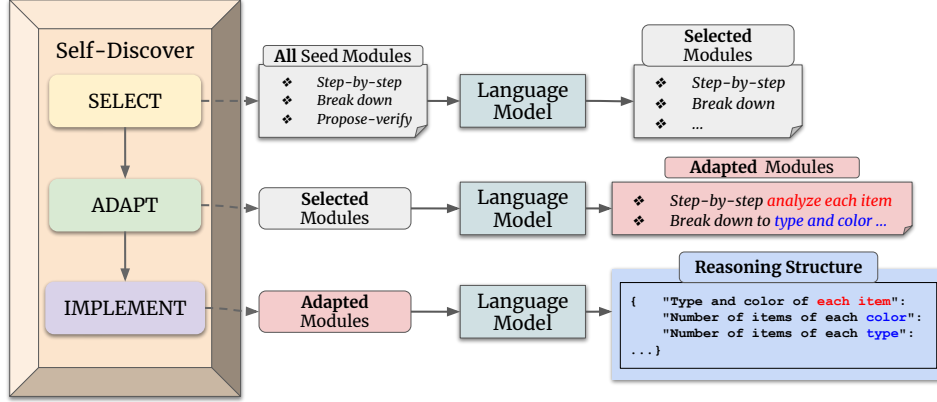 Self-Discover
SELECT
ADAPT
IMPLEMENT
All Seed Modules
❖ Step-by-step
❖ Break down
❖ Propose-verify
Language
Model
Selected
Modules
❖ Step-by-step
❖ Break down
❖ ...
Selected
Modules
Language
Model
Adapted Modules
❖ Step-by-step analyze each item
❖ Break down to type and color ...
Adapted
Modules
Language
Model
Reasoning Structure
{ "Type and color of each item":
"Number of items of each color":
"Number of items of each type":
...}